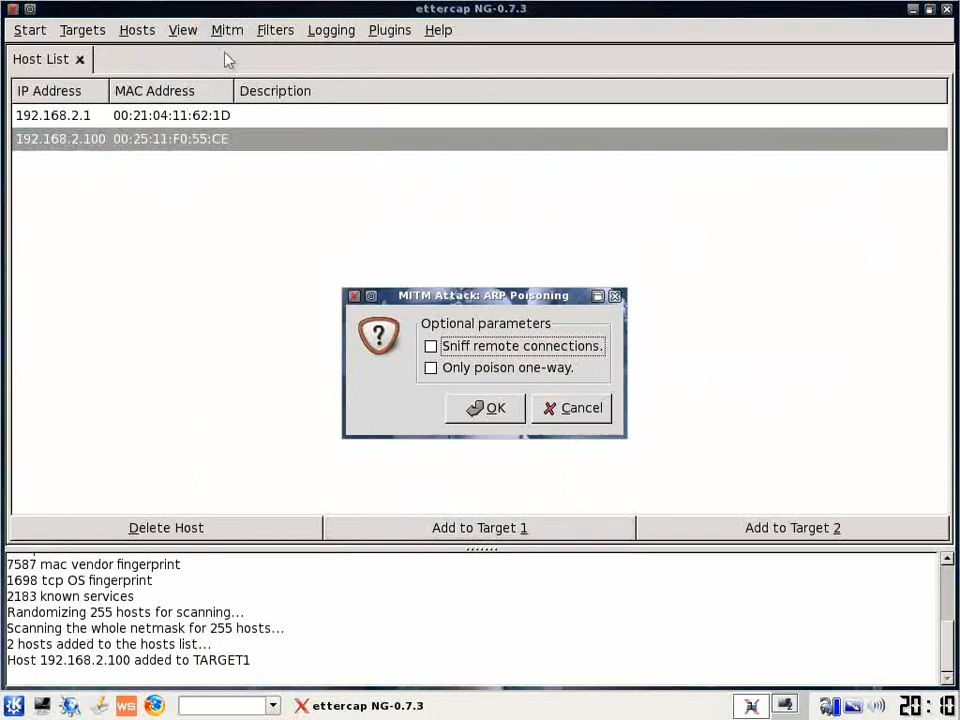 ettercap NG-0.7.3
Start Targets Hosts View Mitm Filters Logging Plugins Help
Host List
IP Address MAC Address Description
192.168.2.1 00:21:04:11:62:1D
192.168.2.100 00:25:11:F0:55:CE
MITM Attack: ARP Poisoning
Optional parameters
Sniff remote connections.
Only poison one-way.
OK Cancel
Delete Host Add to Target 1 Add to Target 2
7587 mac vendor fingerprint
1698 tcp OS fingerprint
2183 known services
Randomizing 255 hosts for scanning...
Scanning the whole netmask for 255 hosts...
2 hosts added to the hosts list...
Host 192.168.2.100 added to TARGET1
WS ettercap NG-0.7.3 2 20:10